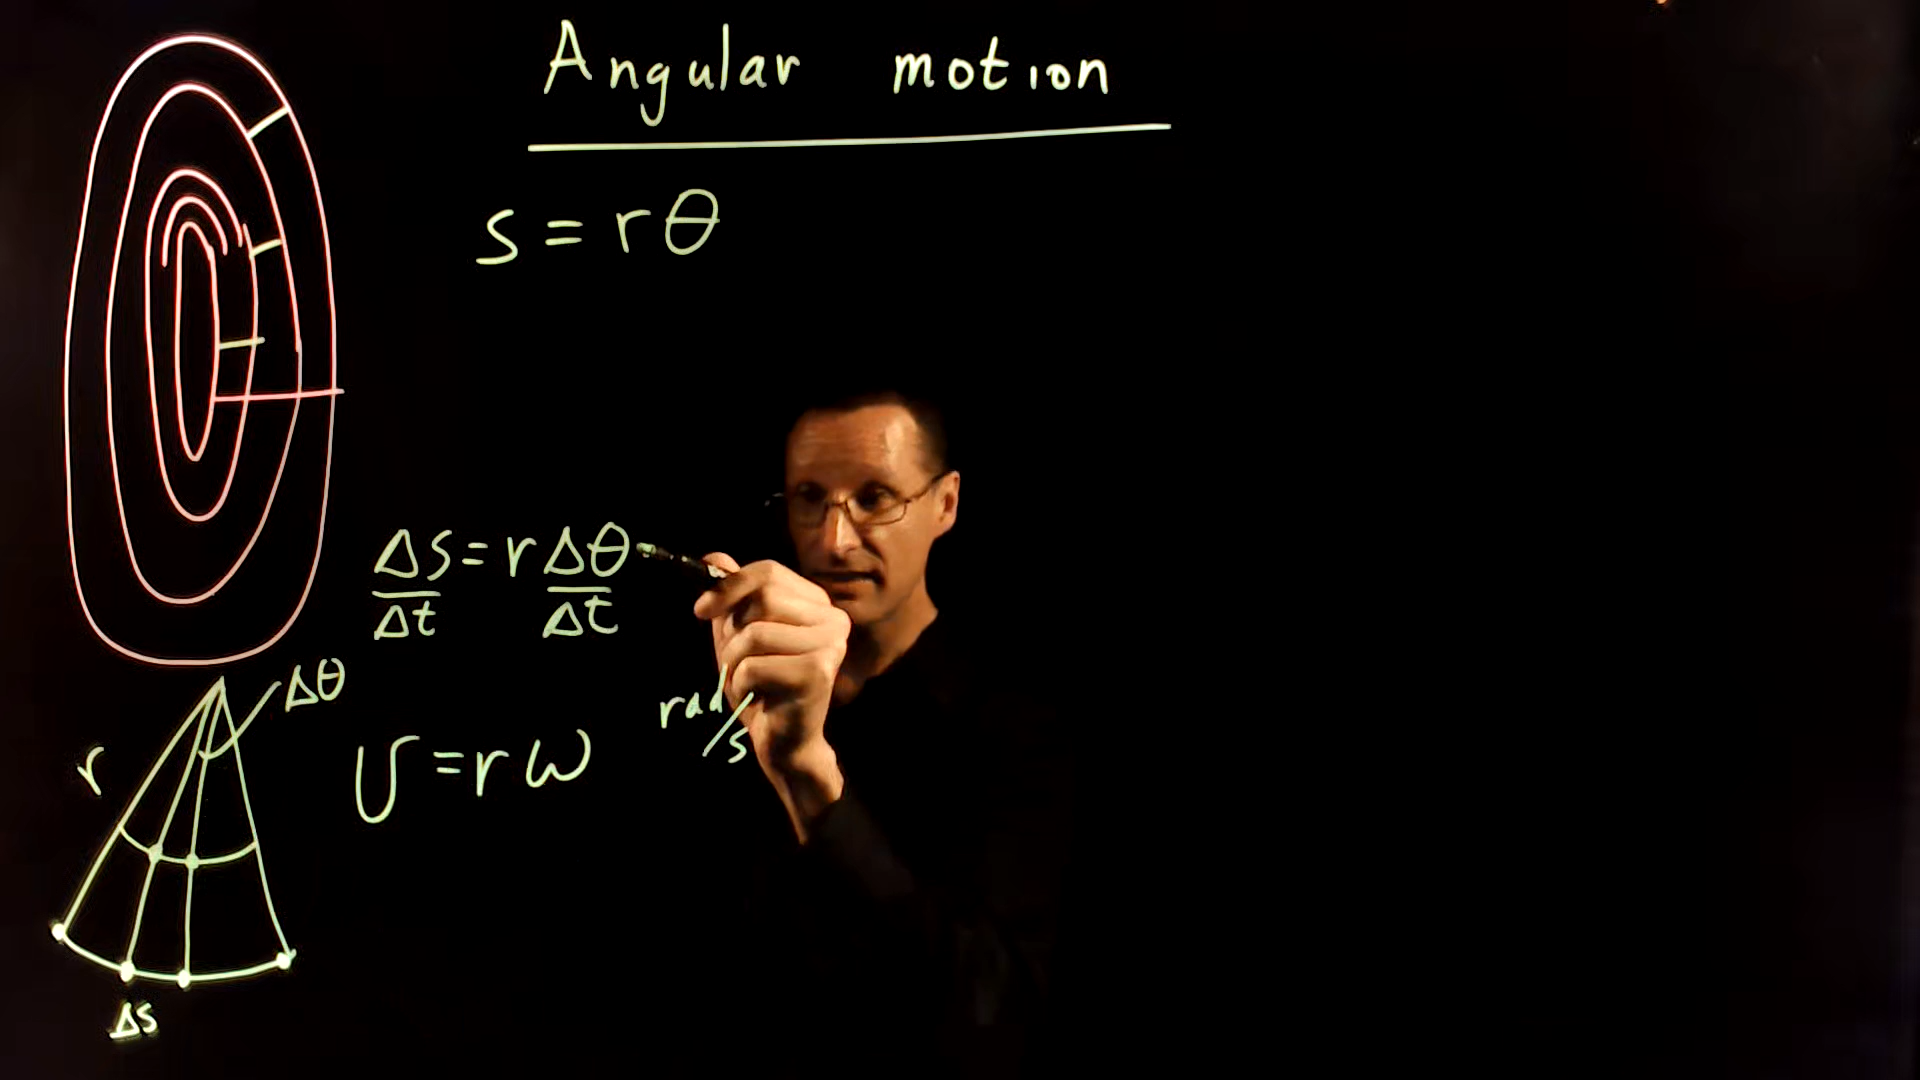 Angular motion
s = rθ
Δs/Δt = r Δθ/Δt
Δθ
rad/s
r
v = rω
Δs